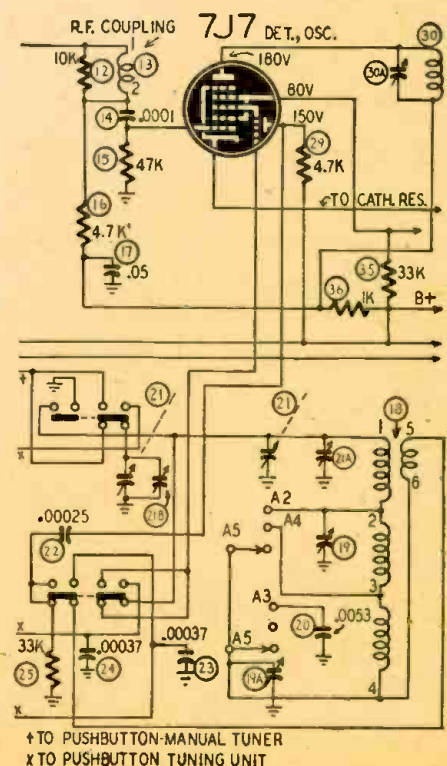 R.F. COUPLING
7J7 DET., OSC.
30
1
10K
12
13
2
180V
30A
80V
150V
14
.0001
29
4.7K
15
47K
TO CATH. RES.
16
4.7K
17
.05
35
33K
36
1K
B+
†
21
21
18
1
5
x
21B
21A
6
A2
.00025
22
A4
2
19
A5
3
A3
x
20
.0053
33K
.00037
.00037
A5
25
24
23
19A
4
x
† TO PUSHBUTTON-MANUAL TUNER
x TO PUSHBUTTON TUNING UNIT